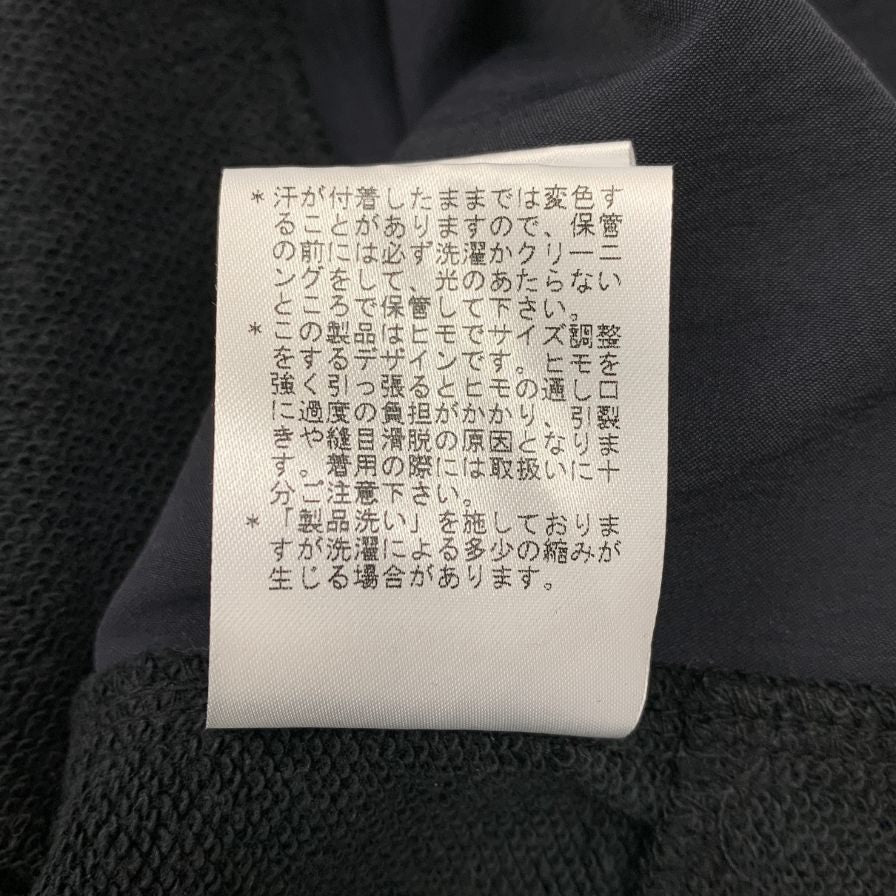 ＊汗が付着したままでは変色す
ることがありますので、保管
の前には必ず洗濯かクリーニ
ングをして、光のあたらない
ところで保管して下さい。
＊この製品はヒモでサイズ調整
をするデザインです。ヒモを
強く引っ張るとヒモの通し口
に過度の負担がかかり、引裂
きや縫目滑脱の原因となりま
す。着用の際には取扱いに十
分ご注意下さい。
＊「製品洗い」を施しておりま
すが洗濯による多少の縮みが
生じる場合があります。